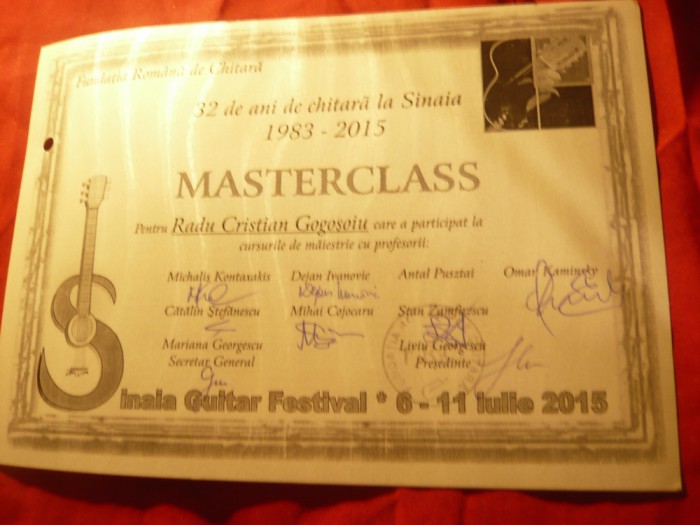 Fundația Română de Chitară
32 de ani de chitară la Sinaia
1983 - 2015
MASTERCLASS
Pentru Radu Cristian Gogosoiu care a participat la
cursurile de măiestrie cu profesorii:
Michalis Kontaxakis Dejan Ivanovic Antal Pusztai Omar Kaminsky
Cătălin Ștefănescu Mihai Cojocaru Stan Zamfirescu
Mariana Georgescu Liviu Georgescu
Secretar General Președinte
Sinaia Guitar Festival * 6 - 11 iulie 2015